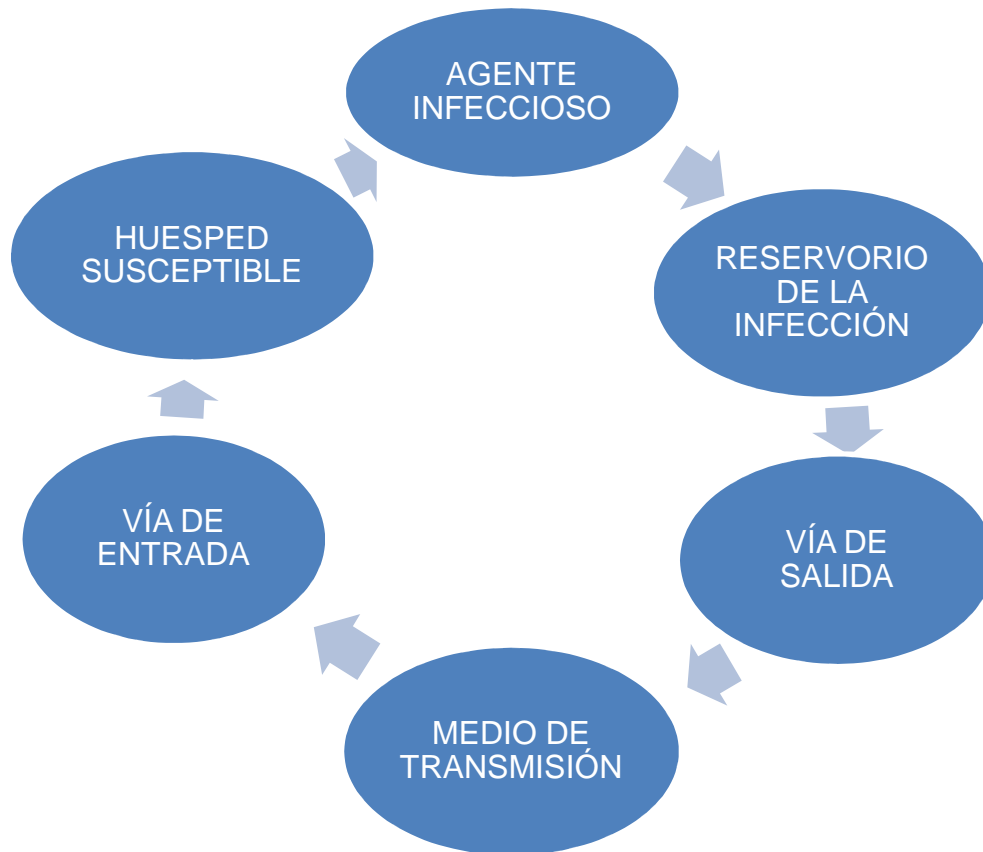 AGENTE
INFECCIOSO
RESERVORIO
DE LA
INFECCIÓN
VÍA DE
SALIDA
MEDIO DE
TRANSMISIÓN
VÍA DE
ENTRADA
HUESPED
SUSCEPTIBLE